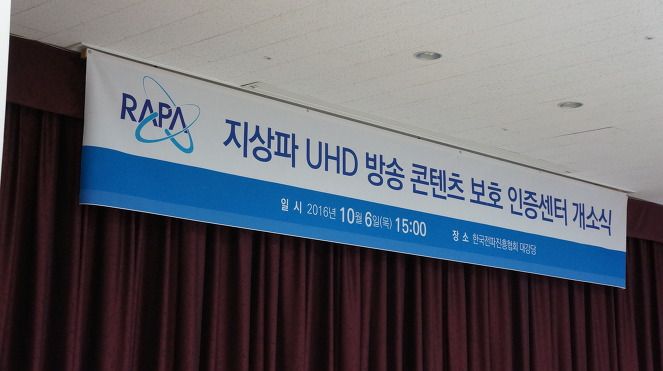 RAPA
지상파 UHD 방송 콘텐츠 보호 인증센터 개소식
일 시 2016년 10월 6일(목) 15:00 장 소 한국전파진흥협회 대강당